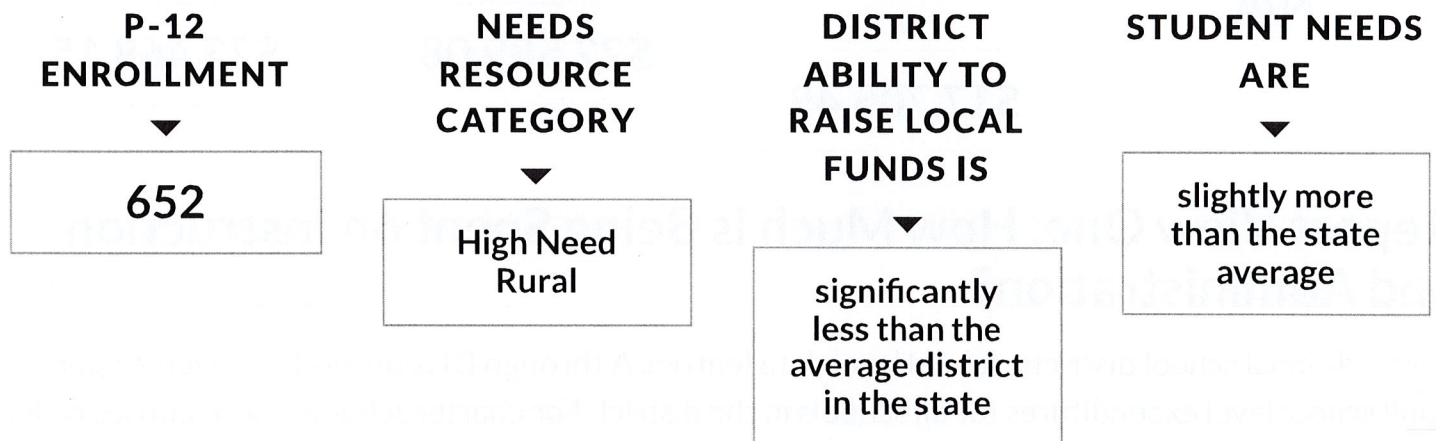 P-12
ENROLLMENT
652
NEEDS
RESOURCE
CATEGORY
High Need
Rural
DISTRICT
ABILITY TO
RAISE LOCAL
FUNDS IS
significantly
less than the
average district
in the state
STUDENT NEEDS
ARE
slightly more
than the state
average